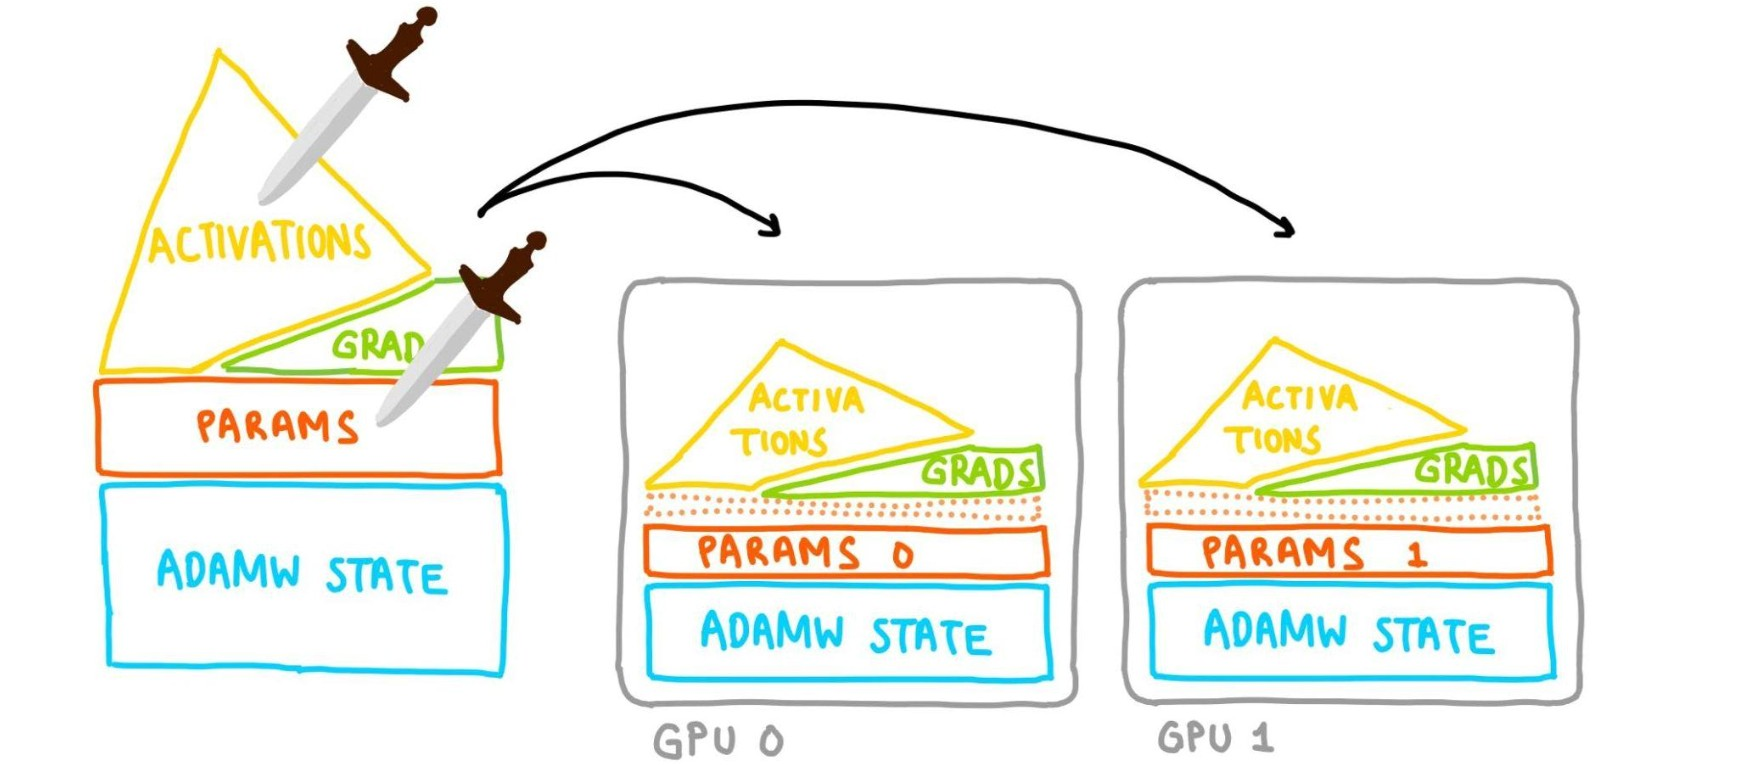 ACTIVATIONS
GRAD
PARAMS
ADAMW STATE
ACTIVA
TIONS
GRADS
PARAMS 0
ADAMW STATE
GPU 0
ACTIVA
TIONS
GRADS
PARAMS 1
ADAMW STATE
GPU 1